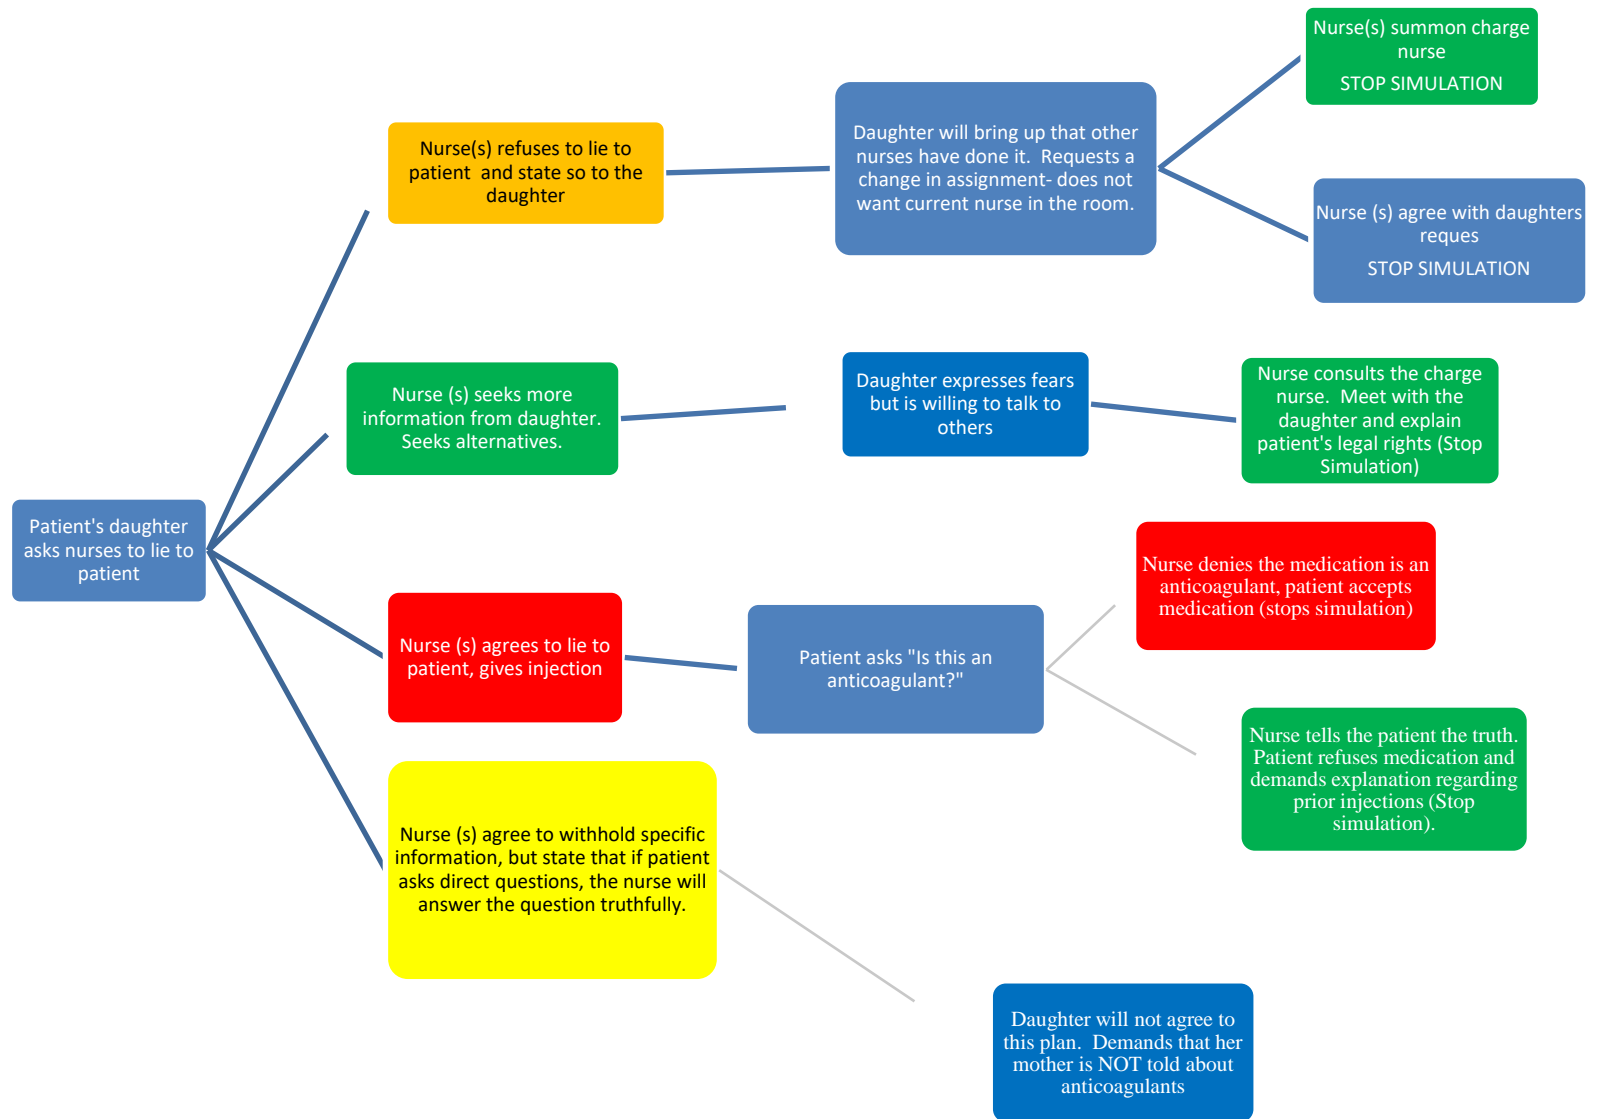 Patient's daughter
asks nurses to lie to
patient
Nurse(s) refuses to lie to
patient and state so to the
daughter
Daughter will bring up that other
nurses have done it. Requests a
change in assignment- does not
want current nurse in the room.
Nurse(s) summon charge
nurse
STOP SIMULATION
Nurse (s) agree with daughters
reques
STOP SIMULATION
Nurse (s) seeks more
information from daughter.
Seeks alternatives.
Daughter expresses fears
but is willing to talk to
others
Nurse consults the charge
nurse. Meet with the
daughter and explain
patient's legal rights (Stop
Simulation)
Nurse (s) agrees to lie to
patient, gives injection
Patient asks "Is this an
anticoagulant?"
Nurse denies the medication is an
anticoagulant, patient accepts
medication (stops simulation)
Nurse tells the patient the truth.
Patient refuses medication and
demands explanation regarding
prior injections (Stop
simulation).
Nurse (s) agree to withhold specific
information, but state that if patient
asks direct questions, the nurse will
answer the question truthfully.
Daughter will not agree to
this plan. Demands that her
mother is NOT told about
anticoagulants